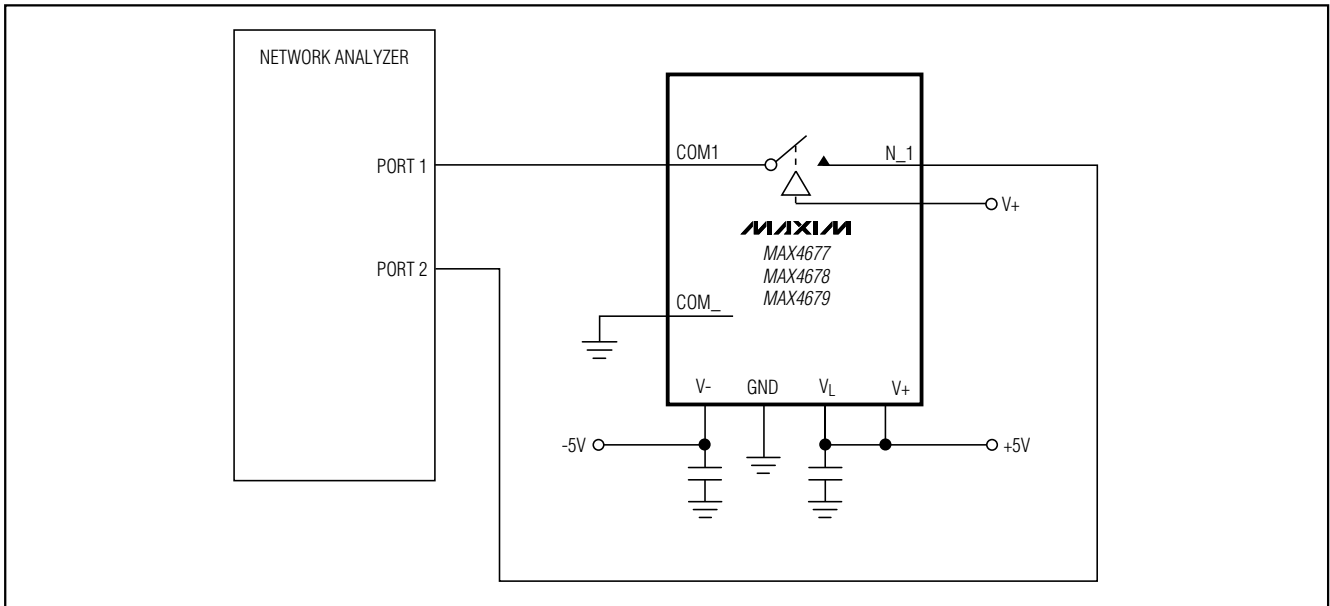 NETWORK ANALYZER
PORT 1
COM1
N_1
V+
MAXIM
MAX4677
MAX4678
MAX4679
PORT 2
COM_
V-
GND
VL
V+
-5V
+5V